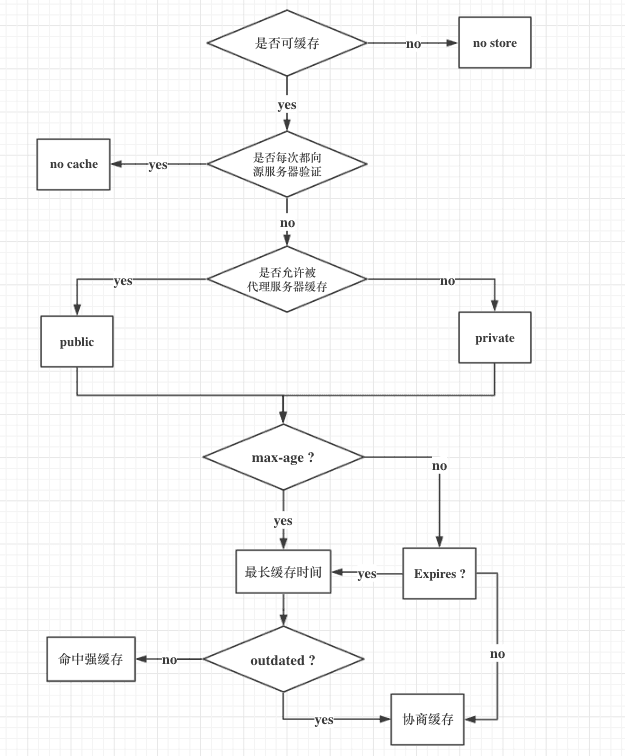 是否可缓存
no
no store
yes
是否每次都向
源服务器验证
yes
no cache
no
是否允许被
代理服务器缓存
yes
no
public
private
max-age ?
no
yes
最长缓存时间
yes
Expires ?
outdated ?
no
命中强缓存
no
yes
协商缓存